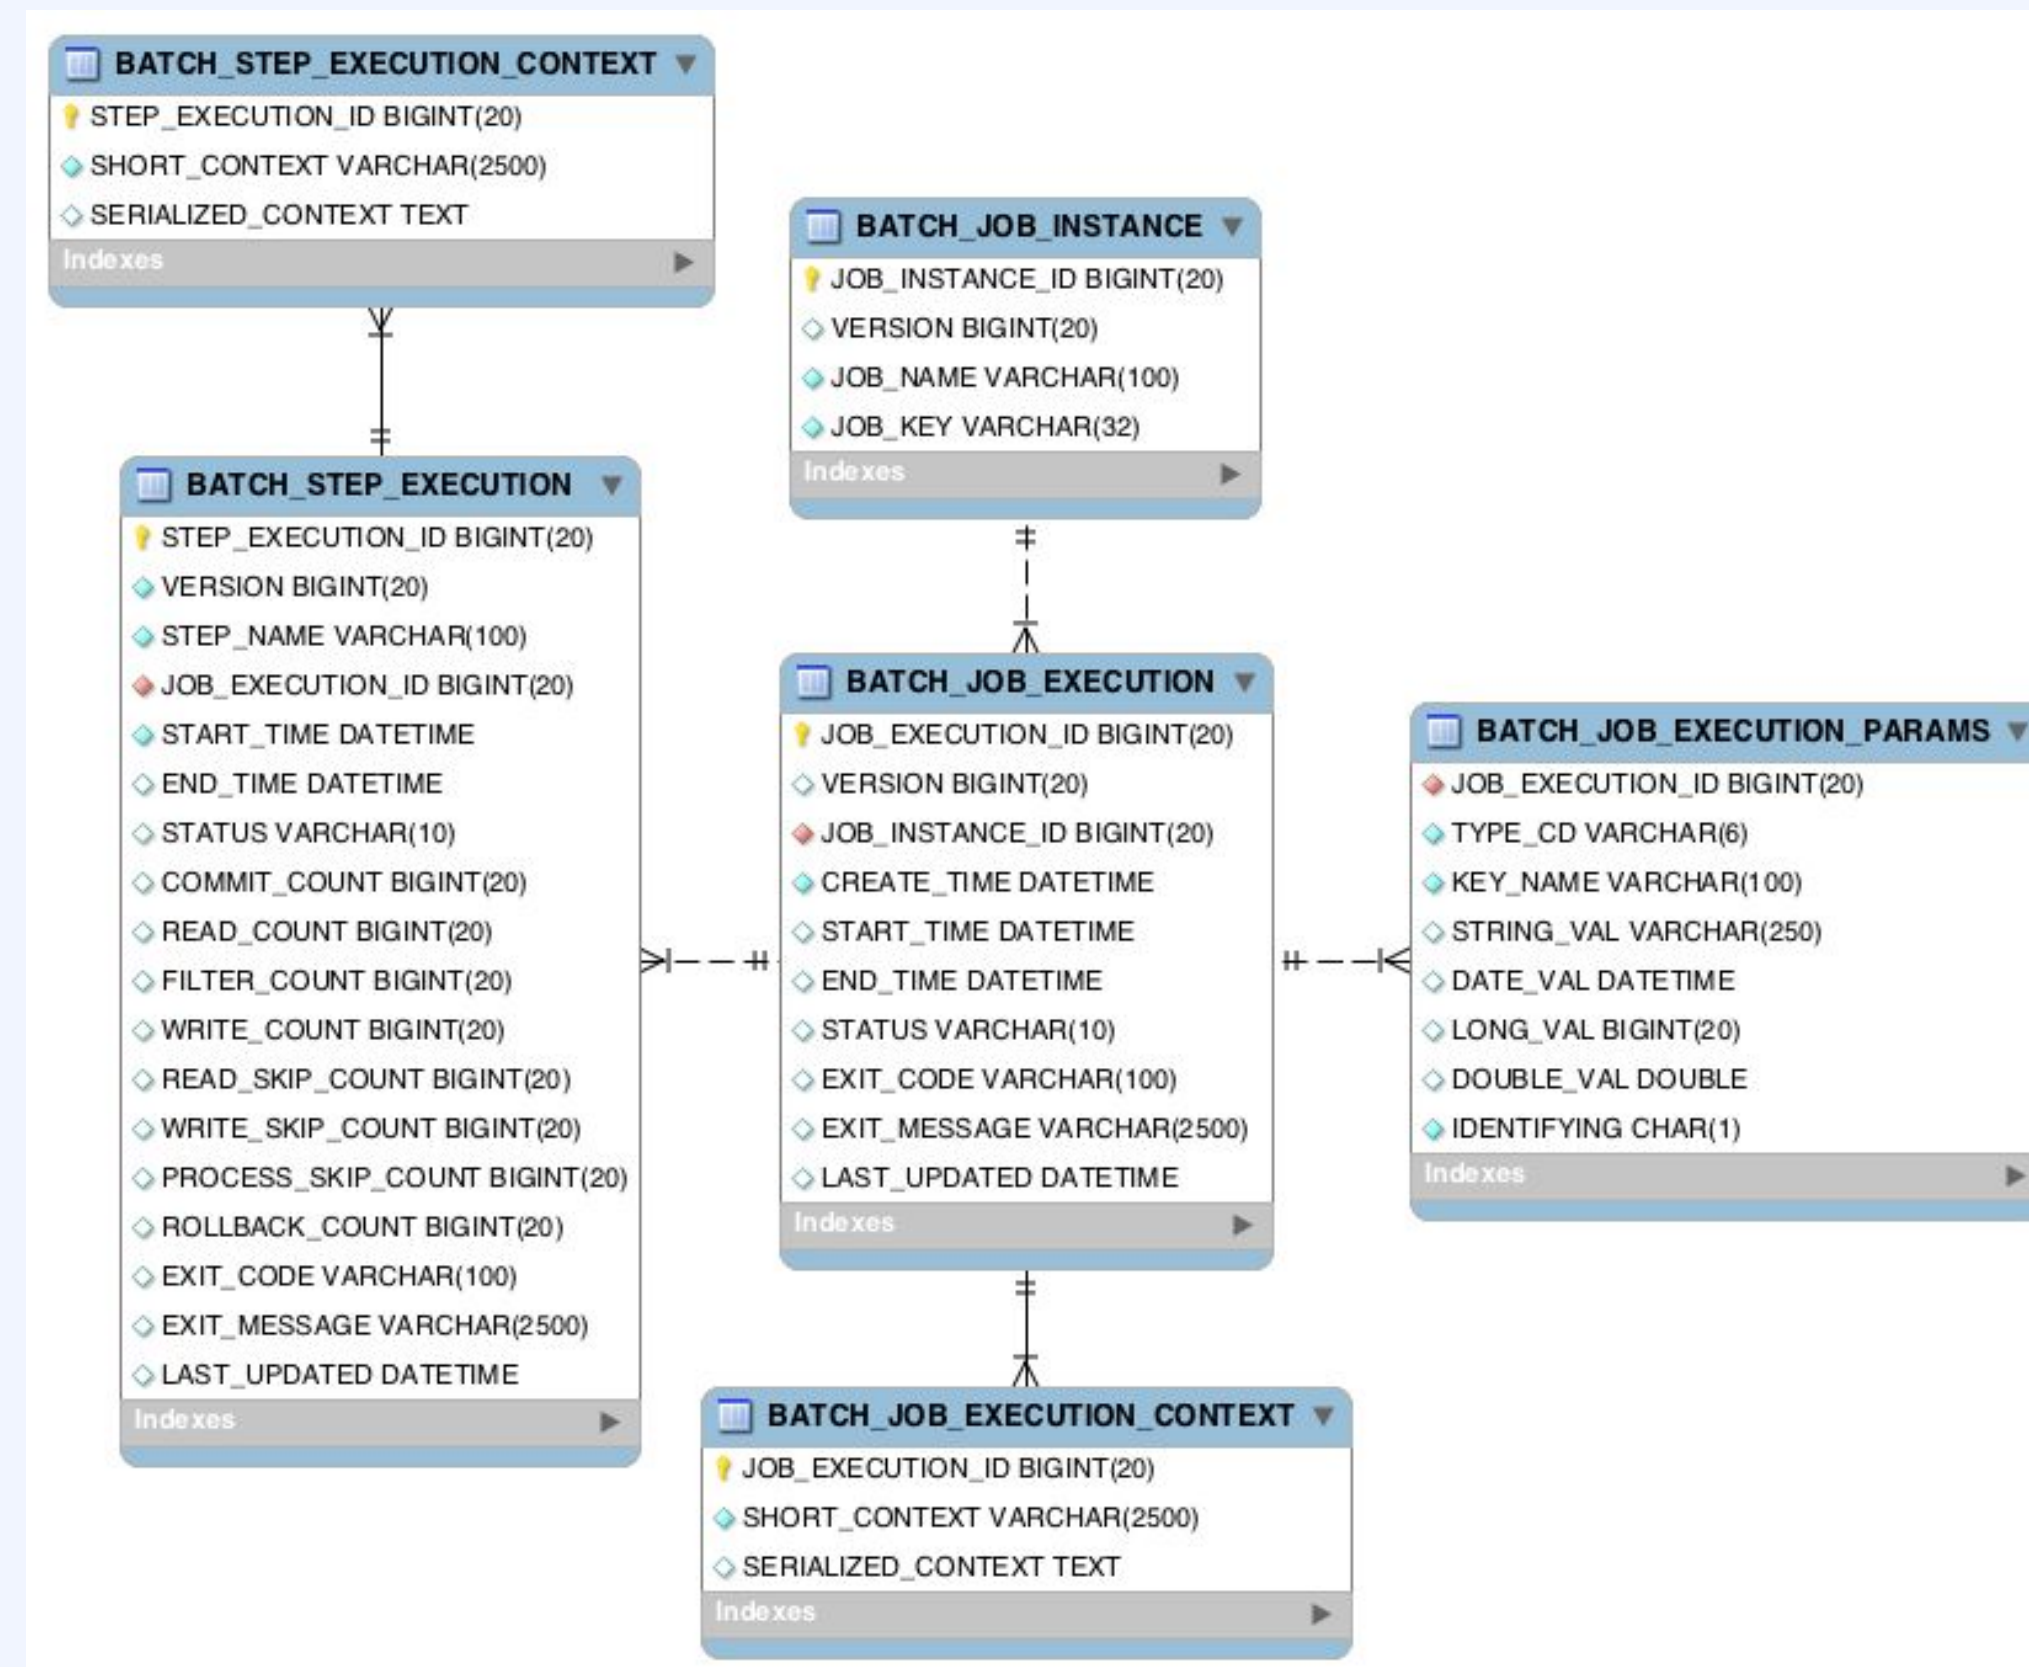 BATCH_STEP_EXECUTION_CONTEXT
STEP_EXECUTION_ID BIGINT(20)
SHORT_CONTEXT VARCHAR(2500)
SERIALIZED_CONTEXT TEXT
Indexes
BATCH_JOB_INSTANCE
JOB_INSTANCE_ID BIGINT(20)
VERSION BIGINT(20)
JOB_NAME VARCHAR(100)
JOB_KEY VARCHAR(32)
Indexes
BATCH_STEP_EXECUTION
STEP_EXECUTION_ID BIGINT(20)
VERSION BIGINT(20)
STEP_NAME VARCHAR(100)
JOB_EXECUTION_ID BIGINT(20)
START_TIME DATETIME
END_TIME DATETIME
STATUS VARCHAR(10)
COMMIT_COUNT BIGINT(20)
READ_COUNT BIGINT(20)
FILTER_COUNT BIGINT(20)
WRITE_COUNT BIGINT(20)
READ_SKIP_COUNT BIGINT(20)
WRITE_SKIP_COUNT BIGINT(20)
PROCESS_SKIP_COUNT BIGINT(20)
ROLLBACK_COUNT BIGINT(20)
EXIT_CODE VARCHAR(100)
EXIT_MESSAGE VARCHAR(2500)
LAST_UPDATED DATETIME
Indexes
BATCH_JOB_EXECUTION
JOB_EXECUTION_ID BIGINT(20)
VERSION BIGINT(20)
JOB_INSTANCE_ID BIGINT(20)
CREATE_TIME DATETIME
START_TIME DATETIME
END_TIME DATETIME
STATUS VARCHAR(10)
EXIT_CODE VARCHAR(100)
EXIT_MESSAGE VARCHAR(2500)
LAST_UPDATED DATETIME
Indexes
BATCH_JOB_EXECUTION_PARAMS
JOB_EXECUTION_ID BIGINT(20)
TYPE_CD VARCHAR(6)
KEY_NAME VARCHAR(100)
STRING_VAL VARCHAR(250)
DATE_VAL DATETIME
LONG_VAL BIGINT(20)
DOUBLE_VAL DOUBLE
IDENTIFYING CHAR(1)
Indexes
BATCH_JOB_EXECUTION_CONTEXT
JOB_EXECUTION_ID BIGINT(20)
SHORT_CONTEXT VARCHAR(2500)
SERIALIZED_CONTEXT TEXT
Indexes